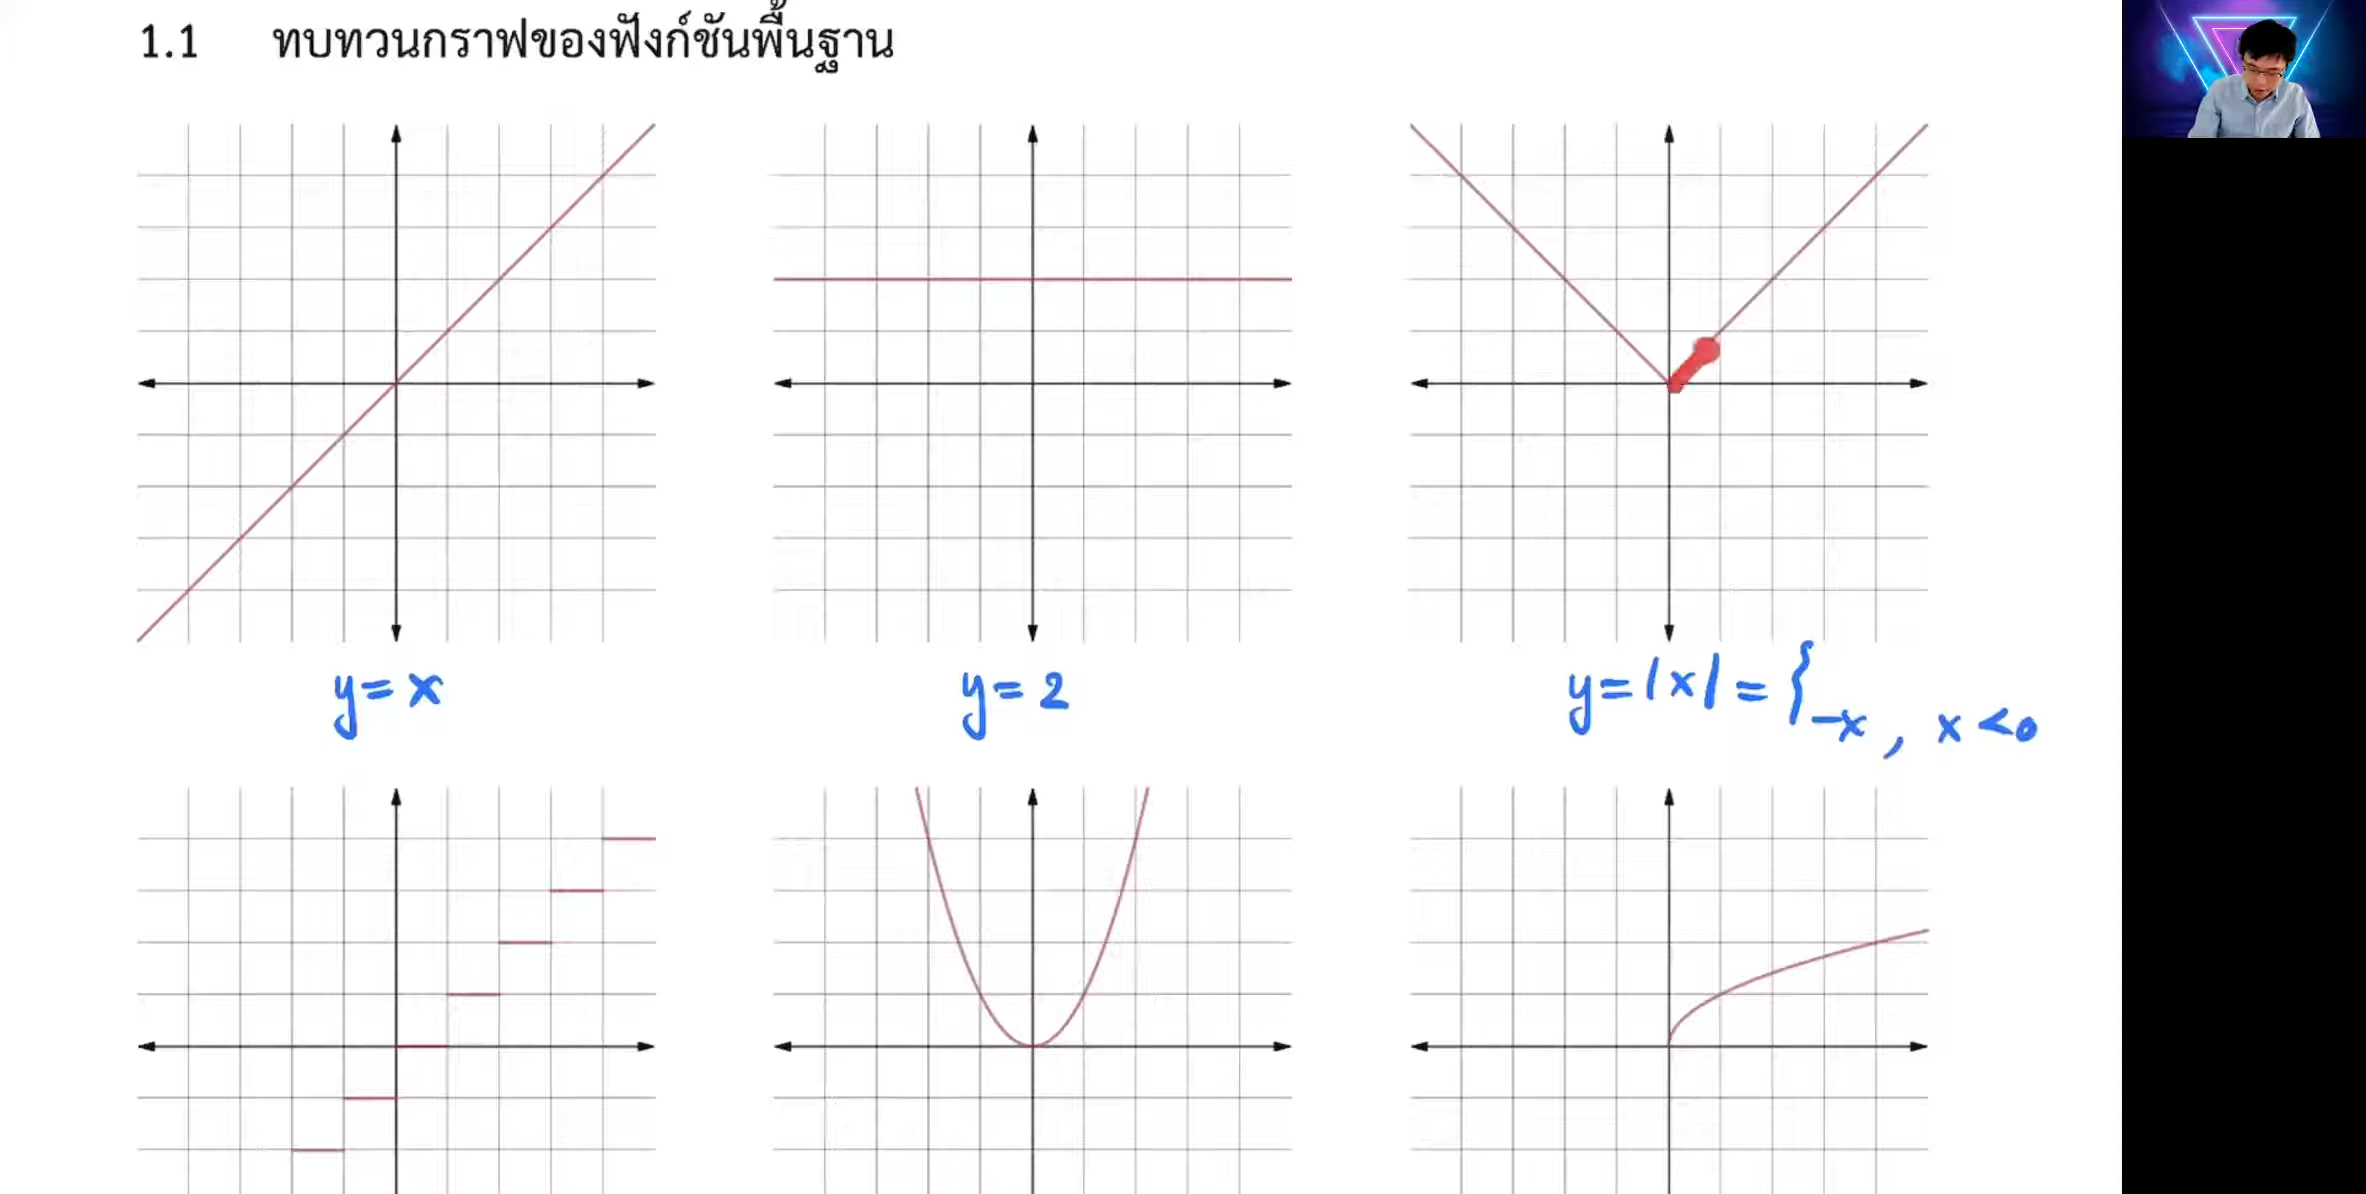 1.1 ทบทวนกราฟของฟังก์ชันพื้นฐาน
y=x
y=2
y=|x|={-x, x<0